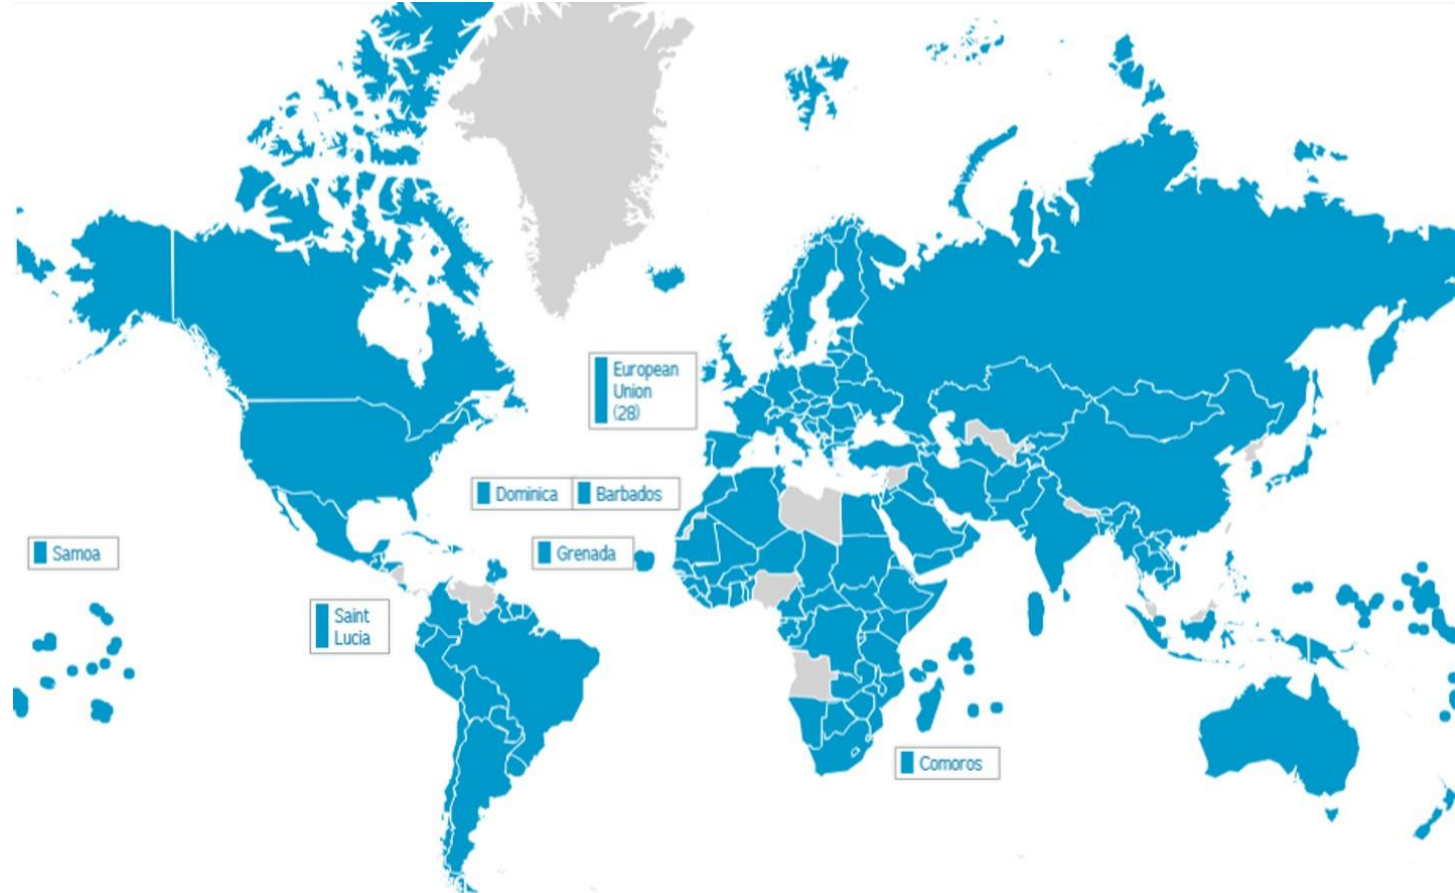 European
Union
(28)
Dominica
Barbados
Samoa
Grenada
Saint
Lucia
Comoros